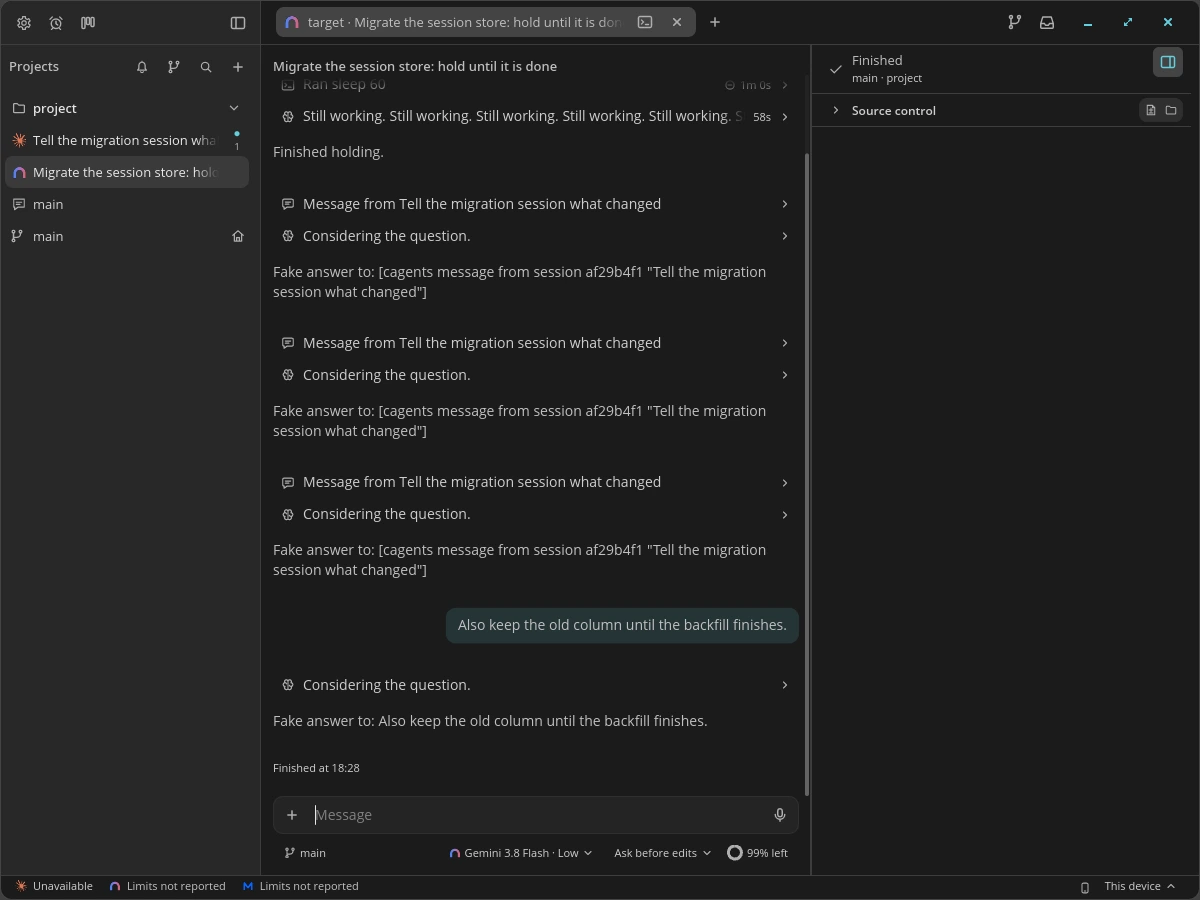 target · Migrate the session store: hold until it is don
Projects
project
Tell the migration session wha
1
Migrate the session store: hold
main
main
Migrate the session store: hold until it is done
Ran sleep 60
1m 0s
Still working. Still working. Still working. Still working. Still working. S
58s
Finished holding.
Message from Tell the migration session what changed
Considering the question.
Fake answer to: [cagents message from session af29b4f1 "Tell the migration
session what changed"]
Message from Tell the migration session what changed
Considering the question.
Fake answer to: [cagents message from session af29b4f1 "Tell the migration
session what changed"]
Message from Tell the migration session what changed
Considering the question.
Fake answer to: [cagents message from session af29b4f1 "Tell the migration
session what changed"]
Also keep the old column until the backfill finishes.
Considering the question.
Fake answer to: Also keep the old column until the backfill finishes.
Finished at 18:28
Message
main
Gemini 3.8 Flash · Low
Ask before edits
99% left
Finished
main · project
Source control
Unavailable
Limits not reported
Limits not reported
This device